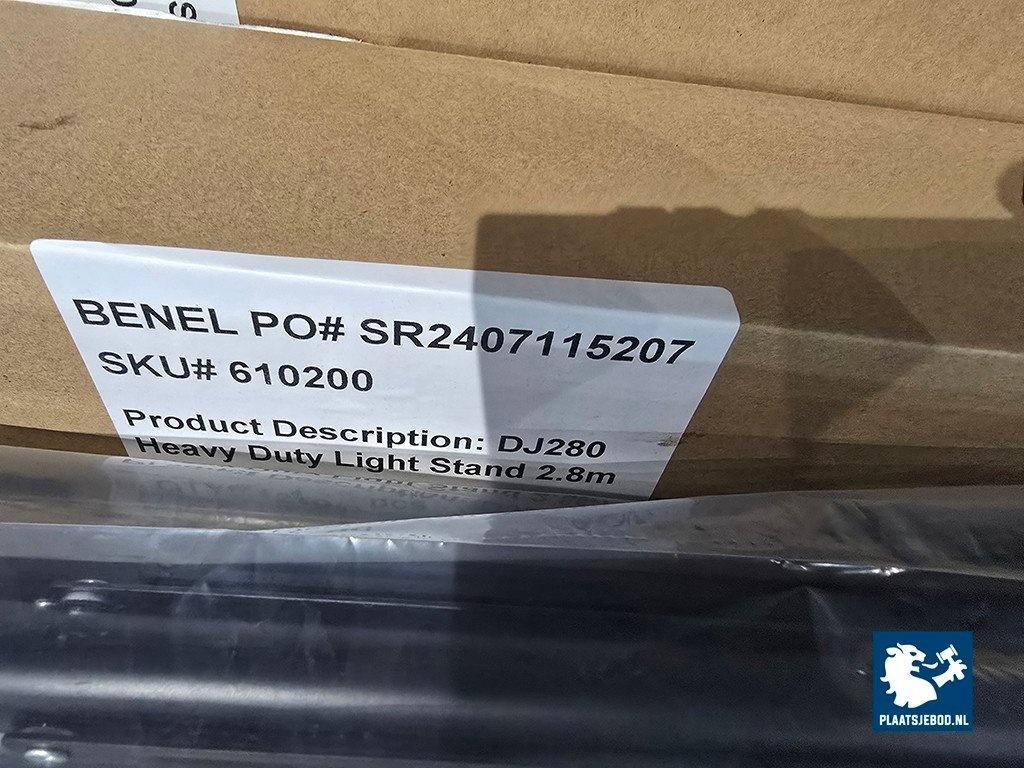 BENEL PO# SR2407115207
SKU# 610200
Product Description: DJ280
Heavy Duty Light Stand 2.8m
PLAATSJEBOD.NL